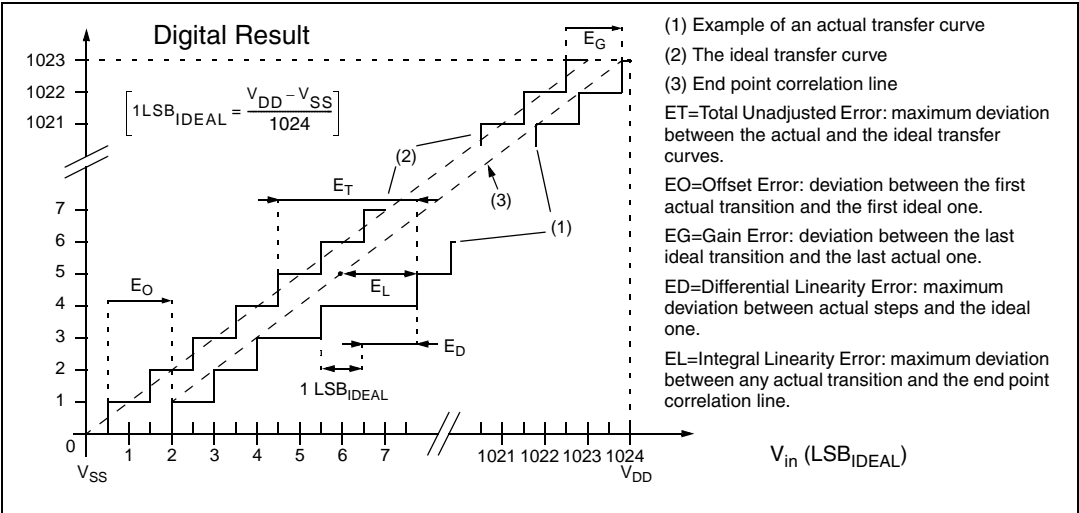 Digital Result
1023
1022
1021
[1LSB_IDEAL = (V_DD – V_SS) / 1024]
E_G
(2)
E_T
(3)
(1)
7
6
5
4
3
2
1
0
E_O
E_L
E_D
1 LSB_IDEAL
1 2 3 4 5 6 7 1021 1022 1023 1024
V_SS
V_DD
V_in (LSB_IDEAL)
(1) Example of an actual transfer curve
(2) The ideal transfer curve
(3) End point correlation line
ET=Total Unadjusted Error: maximum deviation
between the actual and the ideal transfer
curves.
EO=Offset Error: deviation between the first
actual transition and the first ideal one.
EG=Gain Error: deviation between the last
ideal transition and the last actual one.
ED=Differential Linearity Error: maximum
deviation between actual steps and the ideal
one.
EL=Integral Linearity Error: maximum deviation
between any actual transition and the end point
correlation line.